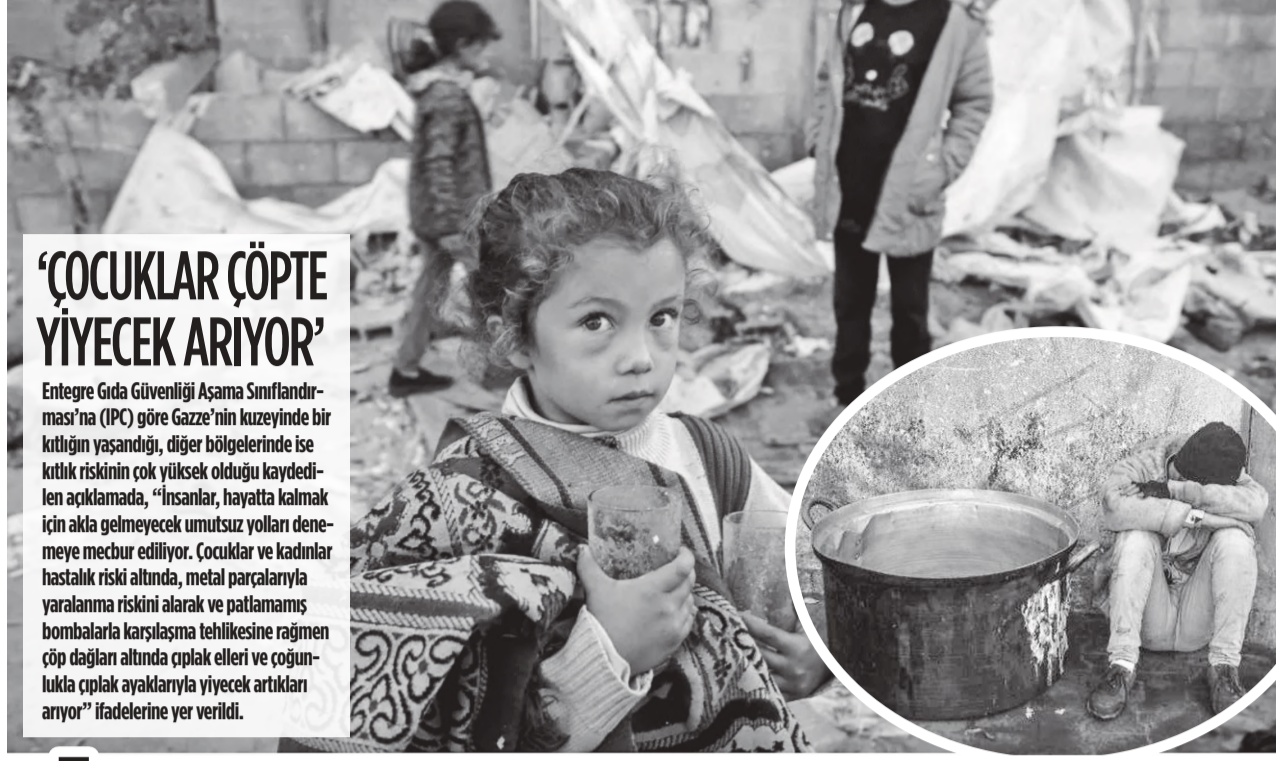 ‘ÇOCUKLAR ÇÖPTE
YİYECEK ARIYOR’
Entegre Gıda Güvenliği Aşama Sınıflandır-
ması’na (IPC) göre Gazze’nin kuzeyinde bir
kıtlığın yaşandığı, diğer bölgelerinde ise
kıtlık riskinin çok yüksek olduğu kaydedi-
len açıklamada, “İnsanlar, hayatta kalmak
için akla gelmeyecek umutsuz yolları dene-
meye mecbur ediliyor. Çocuklar ve kadınlar
hastalık riski altında, metal parçalarıyla
yaralanma riskini alarak ve patlamamış
bombalarla karşılaşma tehlikesine rağmen
çöp dağları altında çıplak elleri ve çoğun-
lukla çıplak ayaklarıyla yiyecek artıkları
arıyor” ifadelerine yer verildi.